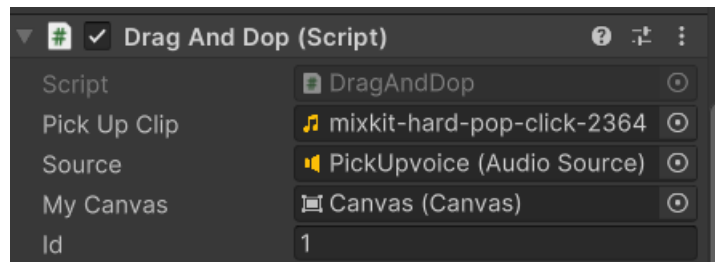 # Drag And Dop (Script)
Script # DragAndDop
Pick Up Clip mixkit-hard-pop-click-2364
Source PickUpvoice (Audio Source)
My Canvas Canvas (Canvas)
Id 1